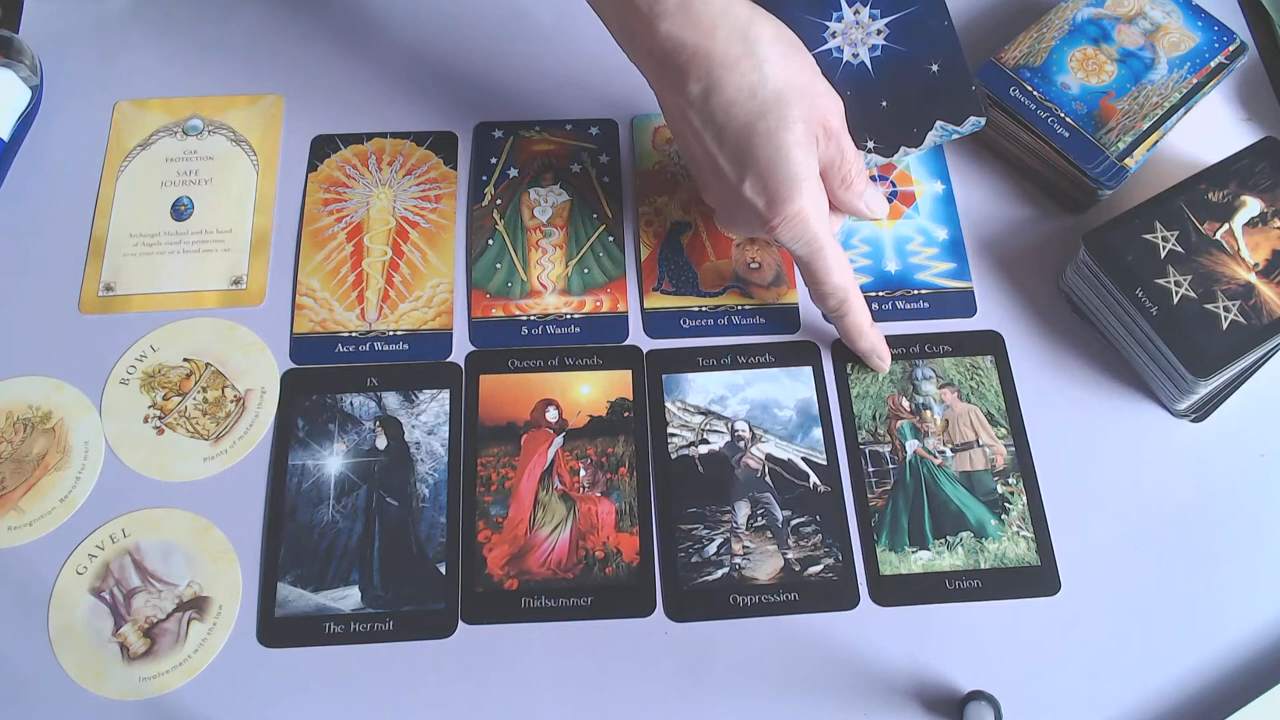 CAR
PROTECTION
SAFE
JOURNEY!
Archangel Michael and his band
of Angels stand in protection
over your car or a loved one's car.
Ace of Wands
5 of Wands
Queen of Wands
8 of Wands
Queen of Cups
Work
BOWL
Plenty of material things
Recognition. Reward for merit
GAVEL
Involvement with the law
IX
The Hermit
Queen of Wands
Midsummer
Ten of Wands
Oppression
of Cups
Union